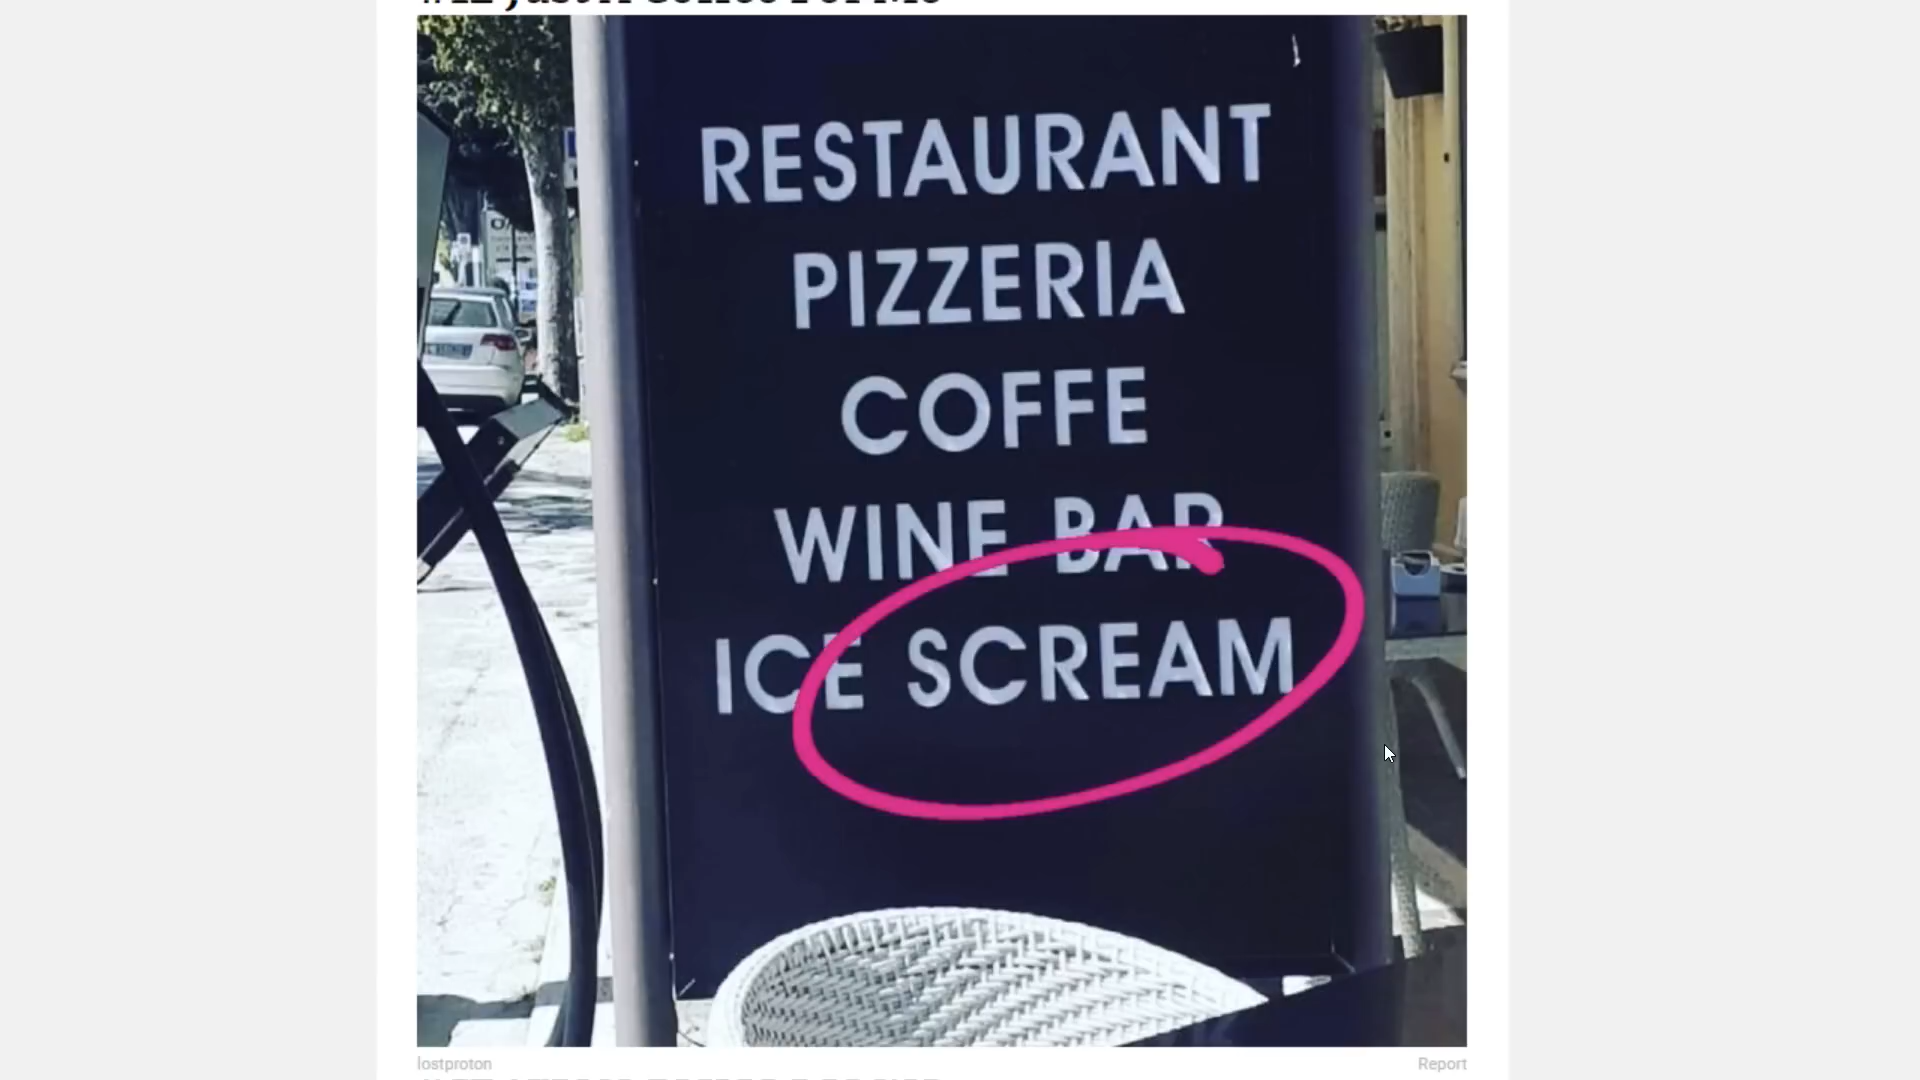 RESTAURANT
PIZZERIA
COFFE
WINE BAR
ICE SCREAM
lostproton
Report